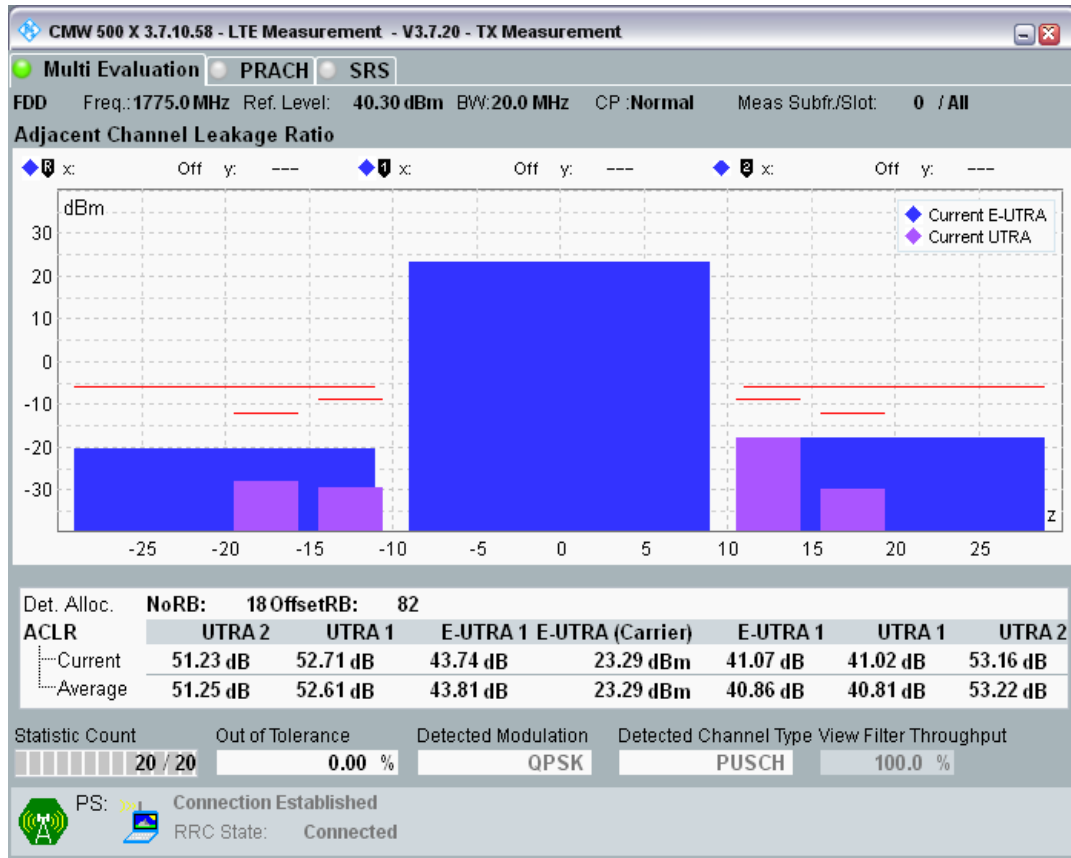 CMW 500 X 3.7.10.58 - LTE Measurement - V3.7.20 - TX Measurement
Multi Evaluation PRACH SRS
FDD Freq.:1775.0 MHz Ref. Level: 40.30 dBm BW:20.0 MHz CP :Normal Meas Subfr./Slot: 0 / All
Adjacent Channel Leakage Ratio
R x: Off y: --- 1 x: Off y: --- 2 x: Off y: ---
dBm
Current E-UTRA
Current UTRA
30
20
10
0
-10
-20
-30
z
-25 -20 -15 -10 -5 0 5 10 15 20 25
Det. Alloc. NoRB: 18 OffsetRB: 82
ACLR UTRA 2 UTRA 1 E-UTRA 1 E-UTRA (Carrier) E-UTRA 1 UTRA 1 UTRA 2
Current 51.23 dB 52.71 dB 43.74 dB 23.29 dBm 41.07 dB 41.02 dB 53.16 dB
Average 51.25 dB 52.61 dB 43.81 dB 23.29 dBm 40.86 dB 40.81 dB 53.22 dB
Statistic Count Out of Tolerance Detected Modulation Detected Channel Type View Filter Throughput
20 / 20 0.00 % QPSK PUSCH 100.0 %
PS: Connection Established
RRC State: Connected